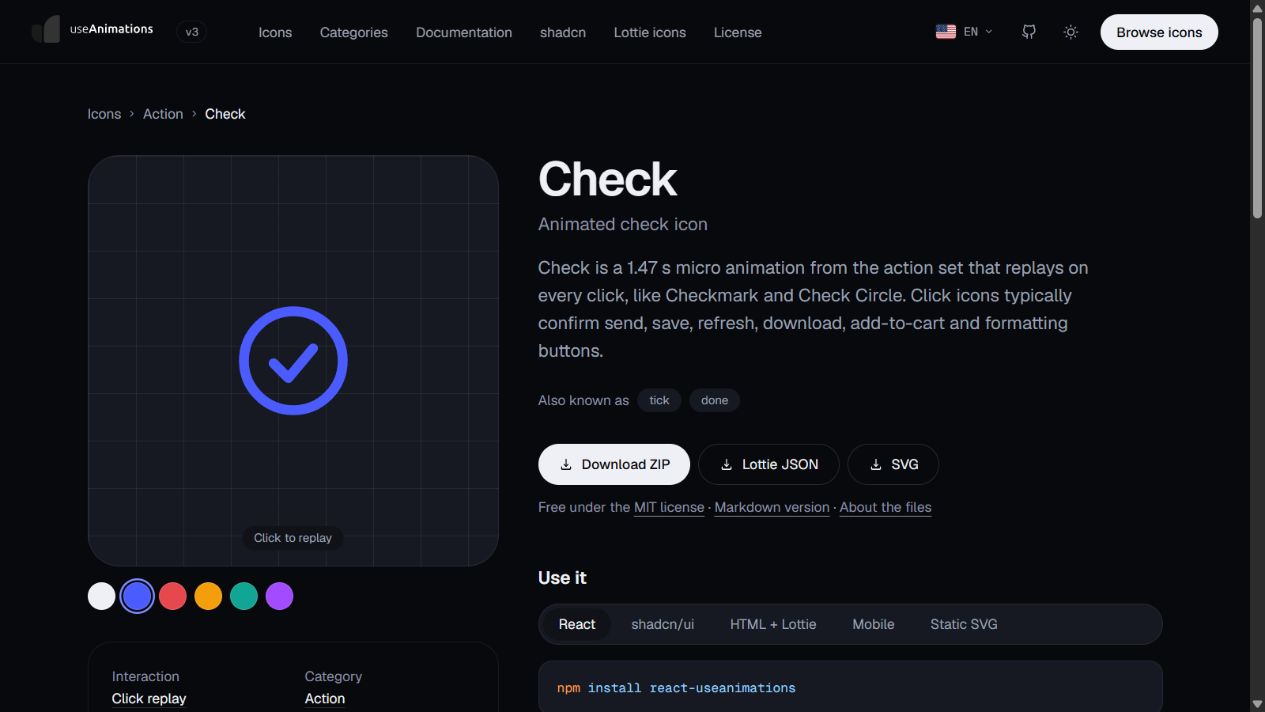 useAnimations
v3
Icons
Categories
Documentation
shadcn
Lottie icons
License
EN
Browse icons
Icons › Action › Check
Click to replay
Interaction
Click replay
Category
Action
Check
Animated check icon
Check is a 1.47 s micro animation from the action set that replays on
every click, like Checkmark and Check Circle. Click icons typically
confirm send, save, refresh, download, add-to-cart and formatting
buttons.
Also known as tick done
Download ZIP
Lottie JSON
SVG
Free under the MIT license · Markdown version · About the files
Use it
React
shadcn/ui
HTML + Lottie
Mobile
Static SVG
npm install react-useanimations